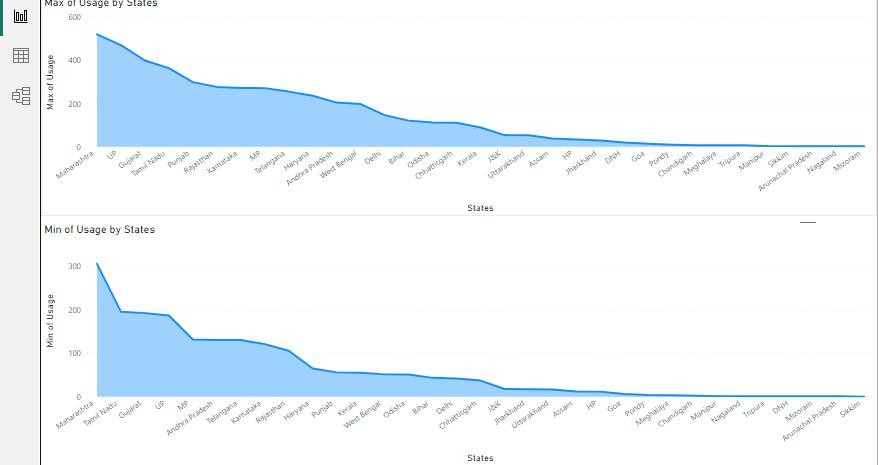 Max of Usage by States
600
400
200
0
Max of Usage
Maharashtra
UP
Gujarat
Tamil Nadu
Punjab
Rajasthan
Karnataka
MP
Telangana
Haryana
Andhra Pradesh
West Bengal
Delhi
Bihar
Odisha
Chhattisgarh
Kerala
J&K
Uttarakhand
Assam
HP
Jharkhand
DNH
Goa
Pondy
Chandigarh
Meghalaya
Tripura
Manipur
Sikkim
Arunachal Pradesh
Nagaland
Mizoram
States
Min of Usage by States
300
200
100
0
Min of Usage
Maharashtra
Tamil Nadu
Gujarat
UP
MP
Andhra Pradesh
Telangana
Karnataka
Rajasthan
Haryana
Punjab
Kerala
West Bengal
Odisha
Bihar
Delhi
Chhattisgarh
J&K
Jharkhand
Uttarakhand
Assam
HP
Goa
Pondy
Meghalaya
Chandigarh
Manipur
Nagaland
Tripura
DNH
Mizoram
Arunachal Pradesh
Sikkim
States